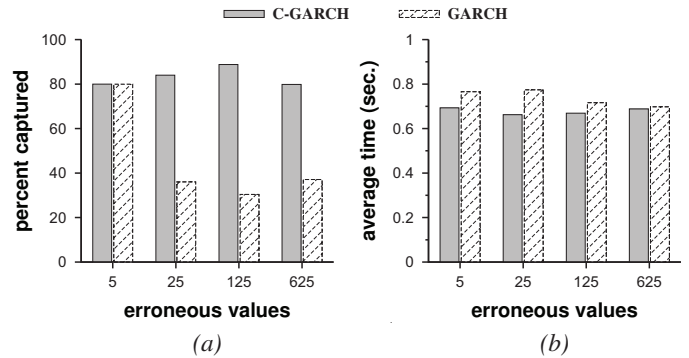 C-GARCH GARCH
percent captured
100
80
60
40
20
0
5 25 125 625
erroneous values
(a)
average time (sec.)
1
0.8
0.6
0.4
0.2
0
5 25 125 625
erroneous values
(b)